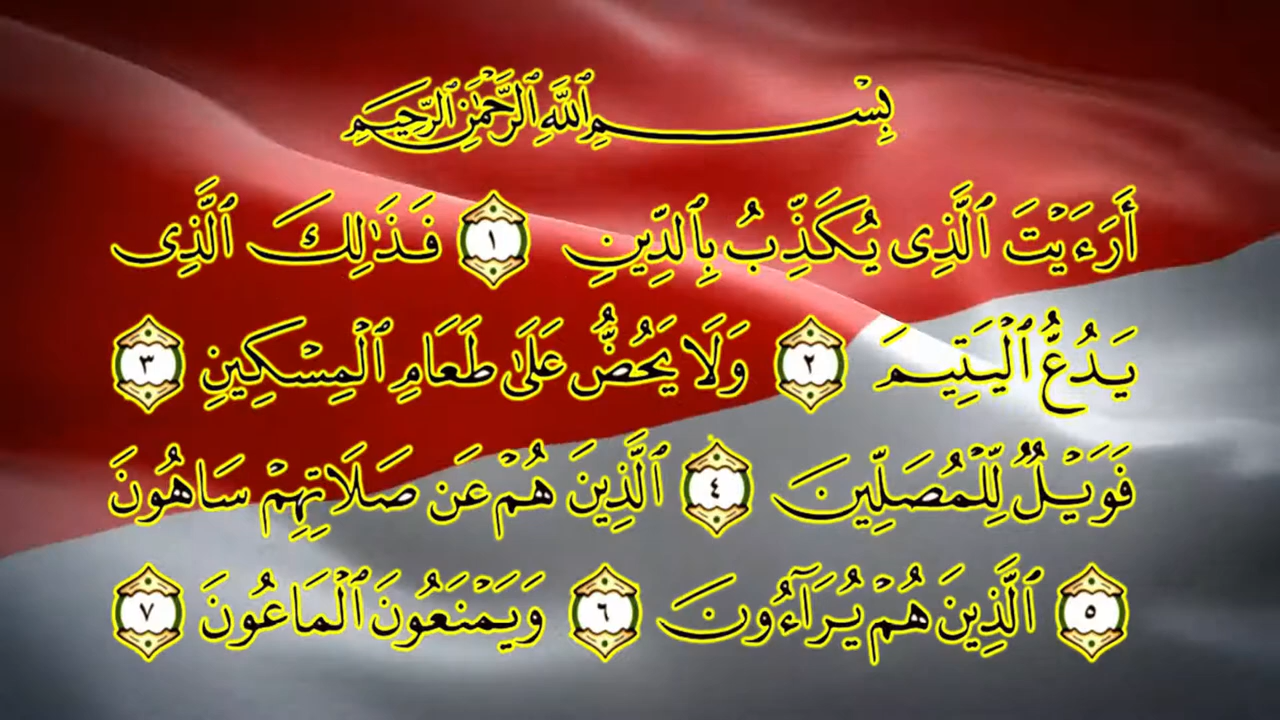 بِسْمِ ٱللَّهِ ٱلرَّحْمَٰنِ ٱلرَّحِيمِ
أَرَءَيْتَ ٱلَّذِى يُكَذِّبُ بِٱلدِّينِ ١ فَذَٰلِكَ ٱلَّذِى
يَدُعُّ ٱلْيَتِيمَ ٢ وَلَا يَحُضُّ عَلَىٰ طَعَامِ ٱلْمِسْكِينِ ٣
فَوَيْلٌ لِّلْمُصَلِّينَ ٤ ٱلَّذِينَ هُمْ عَن صَلَاتِهِمْ سَاهُونَ
٥ ٱلَّذِينَ هُمْ يُرَآءُونَ ٦ وَيَمْنَعُونَ ٱلْمَاعُونَ ٧